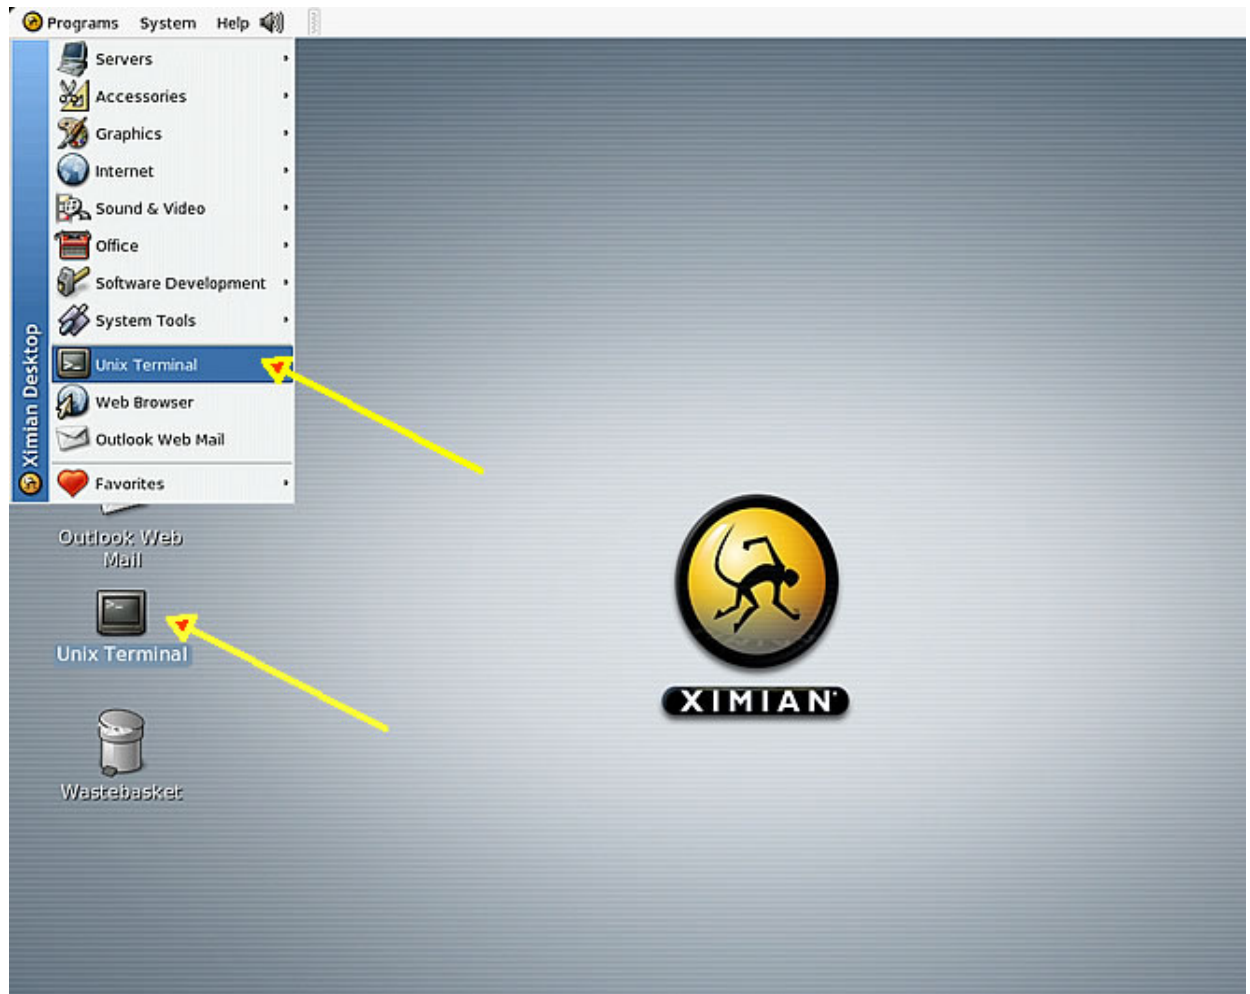 Programs System Help
Servers
Accessories
Graphics
Internet
Sound & Video
Office
Software Development
System Tools
Unix Terminal
Web Browser
Outlook Web Mail
Favorites
Ximian Desktop
Outlook Web
Mail
Unix Terminal
Wastebasket
XIMIAN